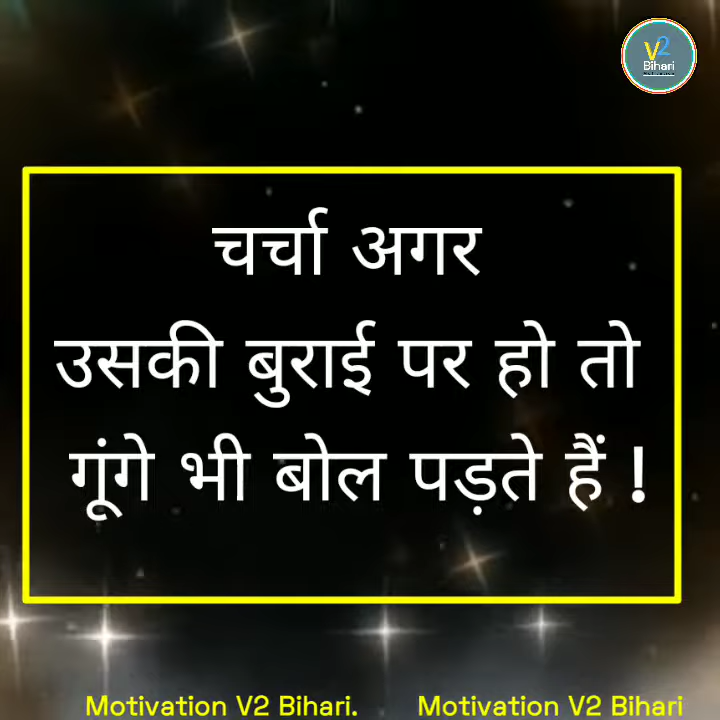 V2
Bihari
चर्चा अगर
उसकी बुराई पर हो तो
गूंगे भी बोल पड़ते हैं !
Motivation V2 Bihari. Motivation V2 Bihari